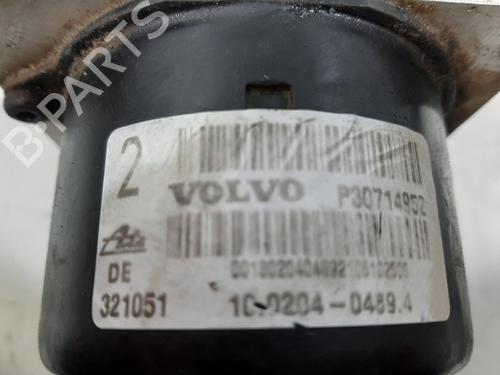 B-PARTS
2
VOLVO
P30714952
Ate
DE
321051
10.0204-0489.4